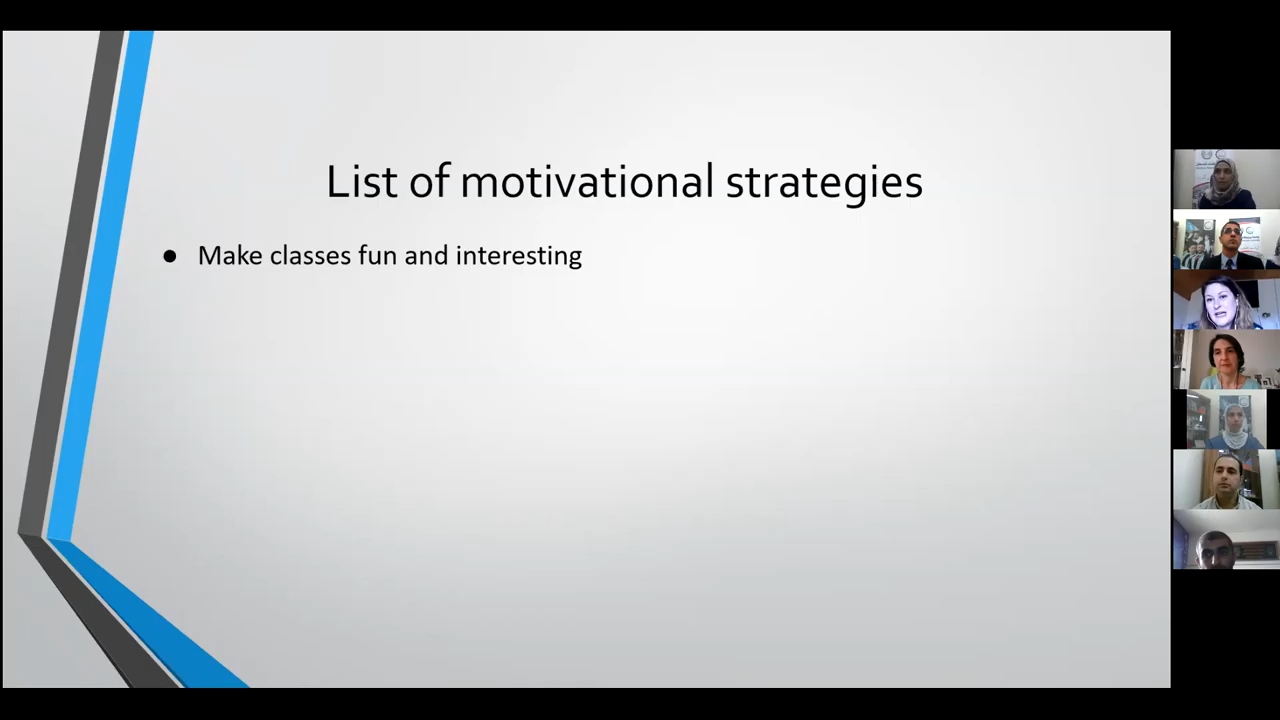 List of motivational strategies
● Make classes fun and interesting